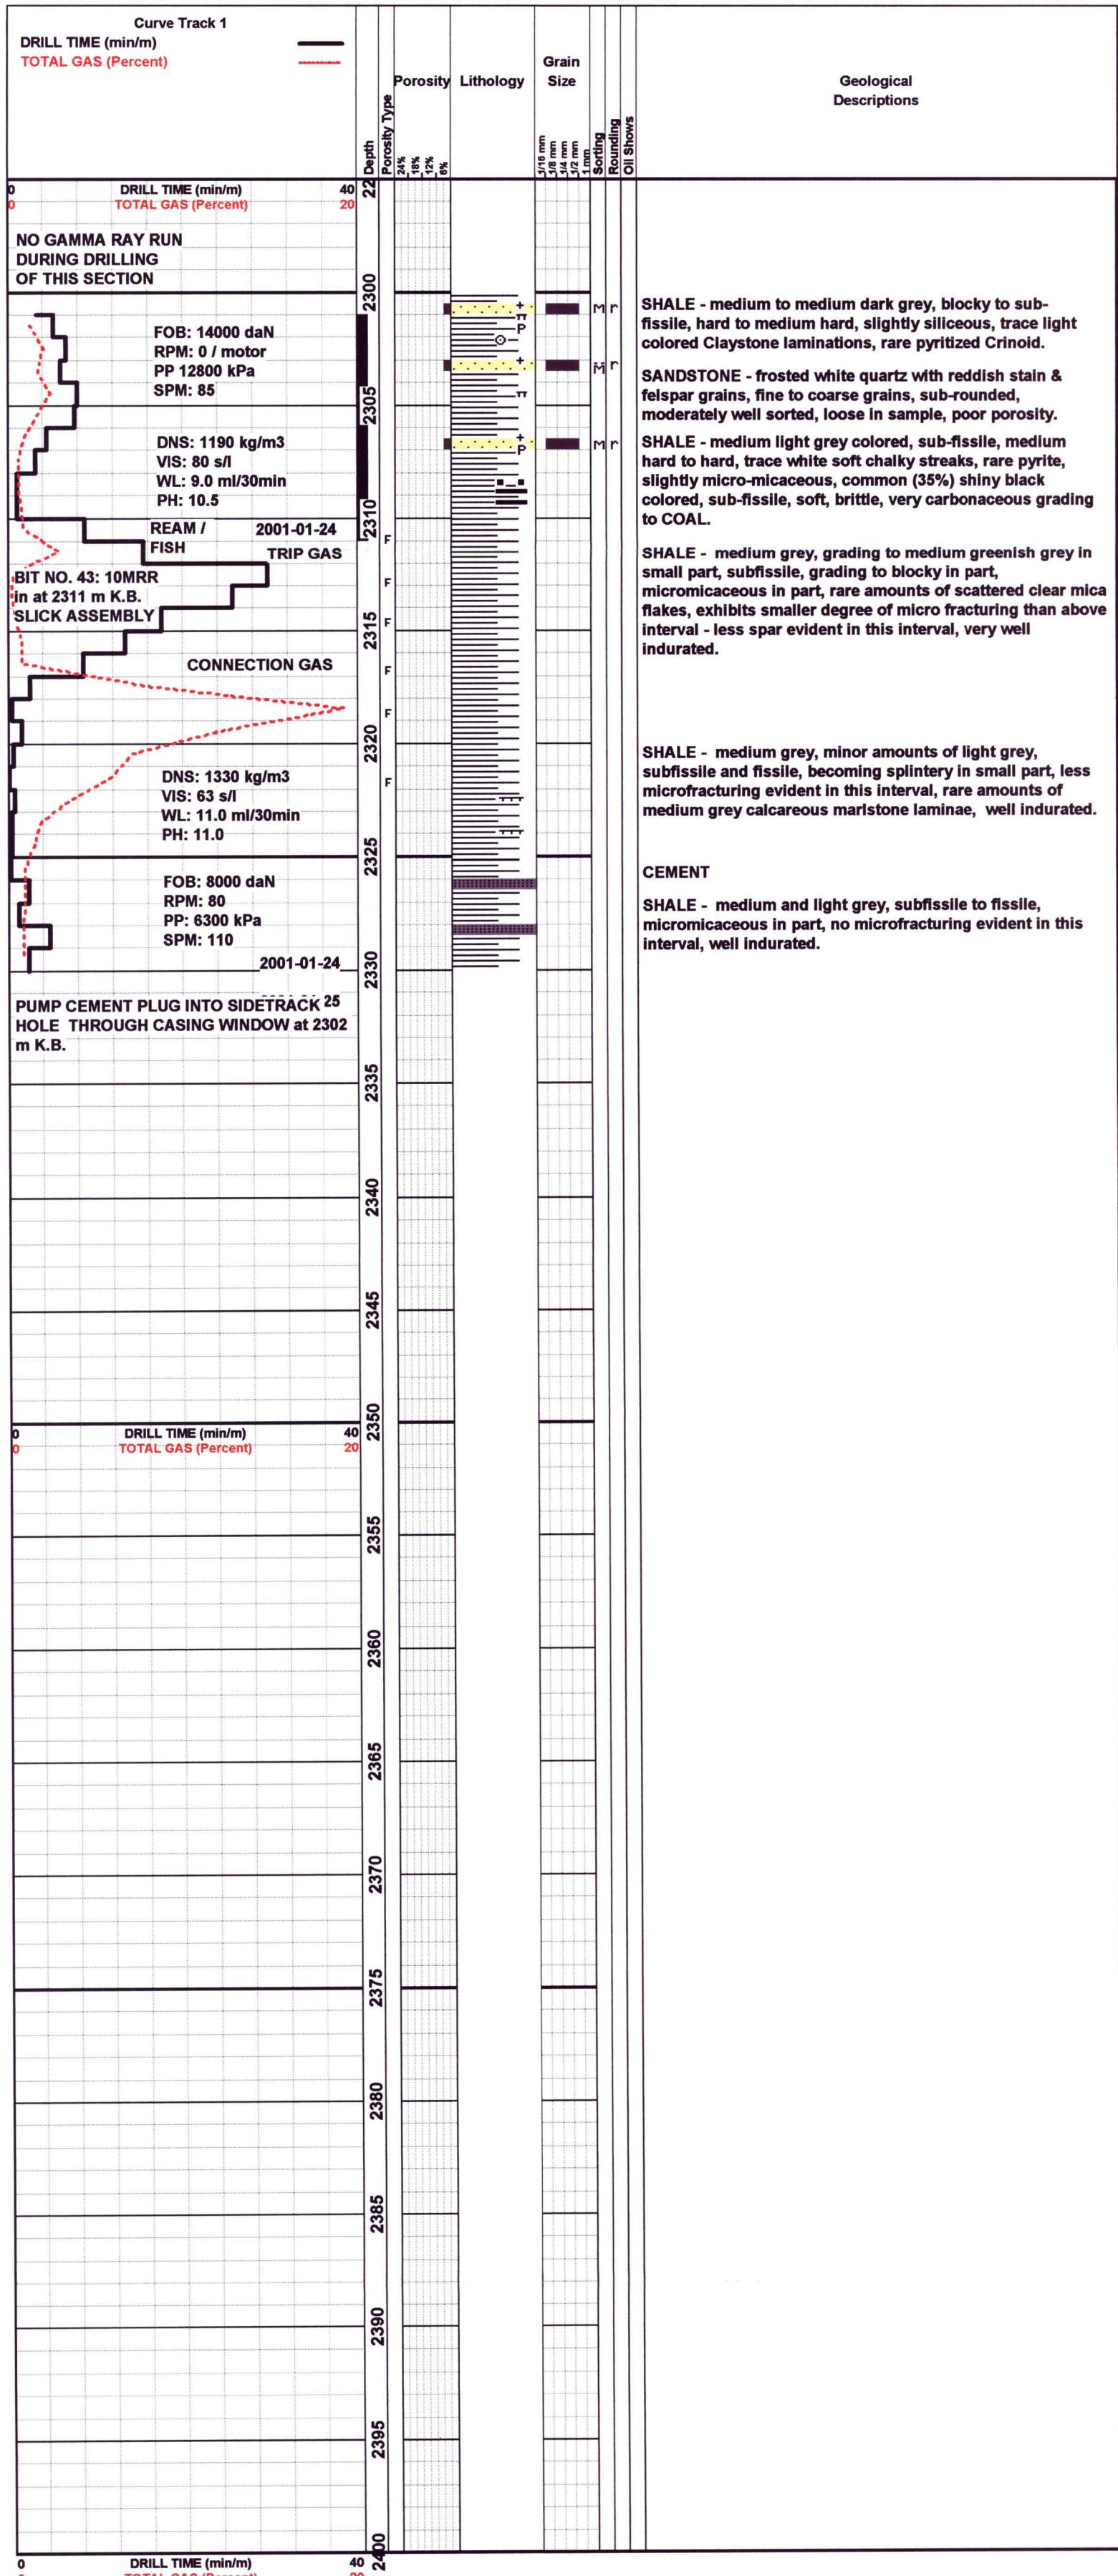 Curve Track 1
DRILL TIME (min/m)
TOTAL GAS (Percent)
Depth
Porosity Type
Porosity
24%
18%
12%
6%
Lithology
Grain
Size
1/16 mm
1/8 mm
1/4 mm
1/2 mm
1 mm
Sorting
Rounding
Oil Shows
Geological
Descriptions
0 DRILL TIME (min/m) 40
0 TOTAL GAS (Percent) 20
22
NO GAMMA RAY RUN
DURING DRILLING
OF THIS SECTION
2300
FOB: 14000 daN
RPM: 0 / motor
PP 12800 kPa
SPM: 85
2305
DNS: 1190 kg/m3
VIS: 80 s/l
WL: 9.0 ml/30min
PH: 10.5
2310
REAM / 2001-01-24
FISH TRIP GAS
BIT NO. 43: 10MRR
in at 2311 m K.B.
SLICK ASSEMBLY
2315
CONNECTION GAS
2320
DNS: 1330 kg/m3
VIS: 63 s/l
WL: 11.0 ml/30min
PH: 11.0
2325
FOB: 8000 daN
RPM: 80
PP: 6300 kPa
SPM: 110
2001-01-24
2330
PUMP CEMENT PLUG INTO SIDETRACK 25
HOLE THROUGH CASING WINDOW at 2302
m K.B.
F
F
F
F
F
F
P
P
M r
M r
M r
SHALE - medium to medium dark grey, blocky to sub-
fissile, hard to medium hard, slightly siliceous, trace light
colored Claystone laminations, rare pyritized Crinoid.
SANDSTONE - frosted white quartz with reddish stain &
felspar grains, fine to coarse grains, sub-rounded,
moderately well sorted, loose in sample, poor porosity.
SHALE - medium light grey colored, sub-fissile, medium
hard to hard, trace white soft chalky streaks, rare pyrite,
slightly micro-micaceous, common (35%) shiny black
colored, sub-fissile, soft, brittle, very carbonaceous grading
to COAL.
SHALE - medium grey, grading to medium greenish grey in
small part, subfissile, grading to blocky in part,
micromicaceous in part, rare amounts of scattered clear mica
flakes, exhibits smaller degree of micro fracturing than above
interval - less spar evident in this interval, very well
indurated.
SHALE - medium grey, minor amounts of light grey,
subfissile and fissile, becoming splintery in small part, less
microfracturing evident in this interval, rare amounts of
medium grey calcareous marlstone laminae, well indurated.
CEMENT
SHALE - medium and light grey, subfissile to fissile,
micromicaceous in part, no microfracturing evident in this
interval, well indurated.
2335
2340
2345
2350
0 DRILL TIME (min/m) 40
0 TOTAL GAS (Percent) 20
2355
2360
2365
2370
2375
2380
2385
2390
2395
2400
0 DRILL TIME (min/m) 40